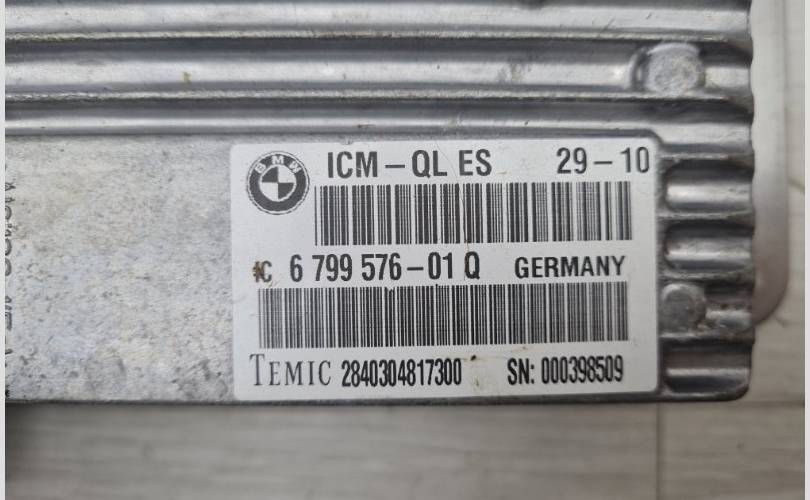 BMW
ICM-QL ES 29-10
6 799 576-01 Q GERMANY
TEMIC 2840304817300 SN: 000398509